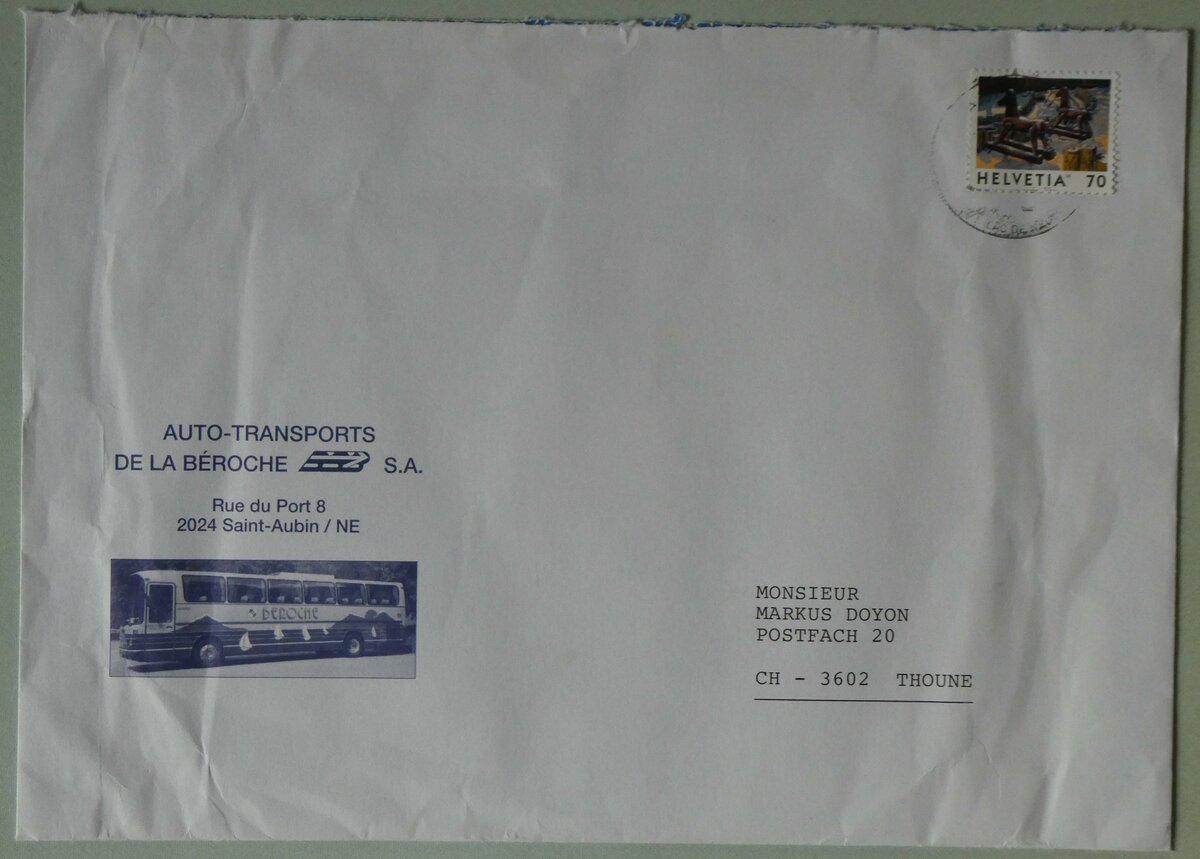 HELVETIA 70
AUTO-TRANSPORTS
DE LA BÉROCHE S.A.
Rue du Port 8
2024 Saint-Aubin / NE
BEROCHE
MONSIEUR
MARKUS DOYON
POSTFACH 20
CH - 3602 THOUNE